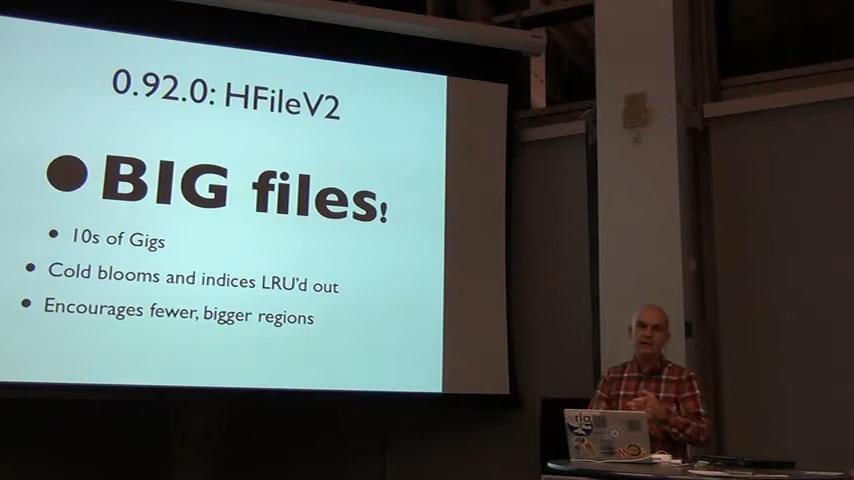 0.92.0: HFileV2
● BIG files!
● 10s of Gigs
● Cold blooms and indices LRU'd out
● Encourages fewer, bigger regions